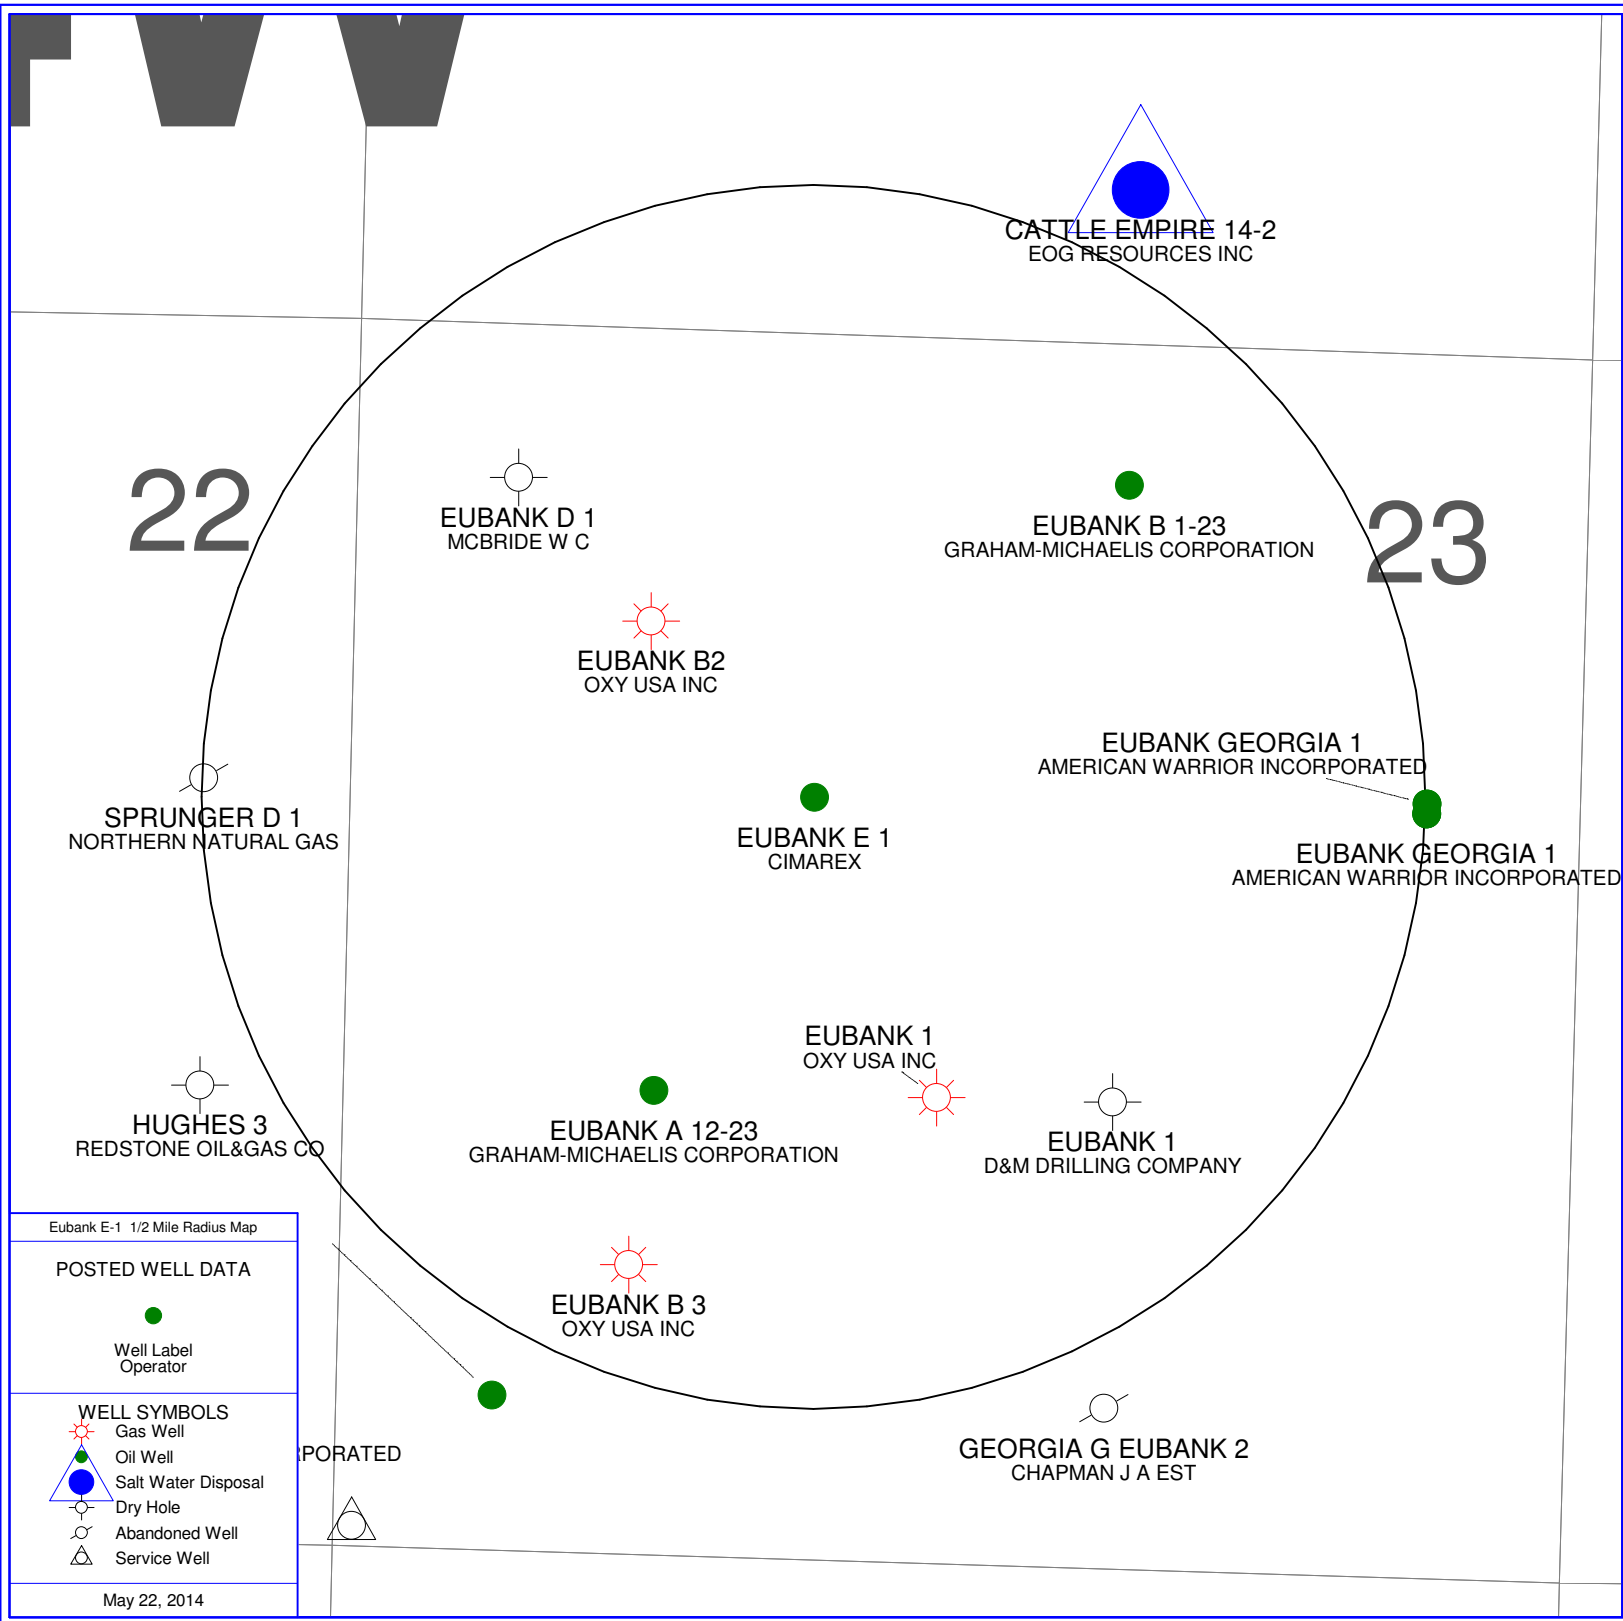 CATTLE EMPIRE 14-2
EOG RESOURCES INC
22
EUBANK D 1
MCBRIDE W C
EUBANK B 1-23
GRAHAM-MICHAELIS CORPORATION
23
EUBANK B2
OXY USA INC
EUBANK GEORGIA 1
AMERICAN WARRIOR INCORPORATED
SPRUNGER D 1
NORTHERN NATURAL GAS
EUBANK E 1
CIMAREX
EUBANK GEORGIA 1
AMERICAN WARRIOR INCORPORATED
EUBANK 1
OXY USA INC
HUGHES 3
REDSTONE OIL&GAS CO
EUBANK A 12-23
GRAHAM-MICHAELIS CORPORATION
EUBANK 1
D&M DRILLING COMPANY
EUBANK B 3
OXY USA INC
PORATED
GEORGIA G EUBANK 2
CHAPMAN J A EST
Eubank E-1 1/2 Mile Radius Map
POSTED WELL DATA
Well Label
Operator
WELL SYMBOLS
Gas Well
Oil Well
Salt Water Disposal
Dry Hole
Abandoned Well
Service Well
May 22, 2014